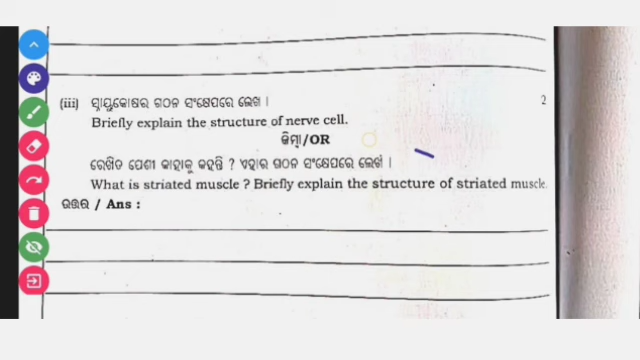 (iii) ସ୍ନାୟୁକୋଷର ଗଠନ ସଂକ୍ଷେପରେ ଲେଖ । 2
Briefly explain the structure of nerve cell.
କିମ୍ବା/OR
ରେଖିତ ପେଶୀ କାହାକୁ କହନ୍ତି ? ଏହାର ଗଠନ ସଂକ୍ଷେପରେ ଲେଖ ।
What is striated muscle ? Briefly explain the structure of striated muscle.
ଉତ୍ତର / Ans :